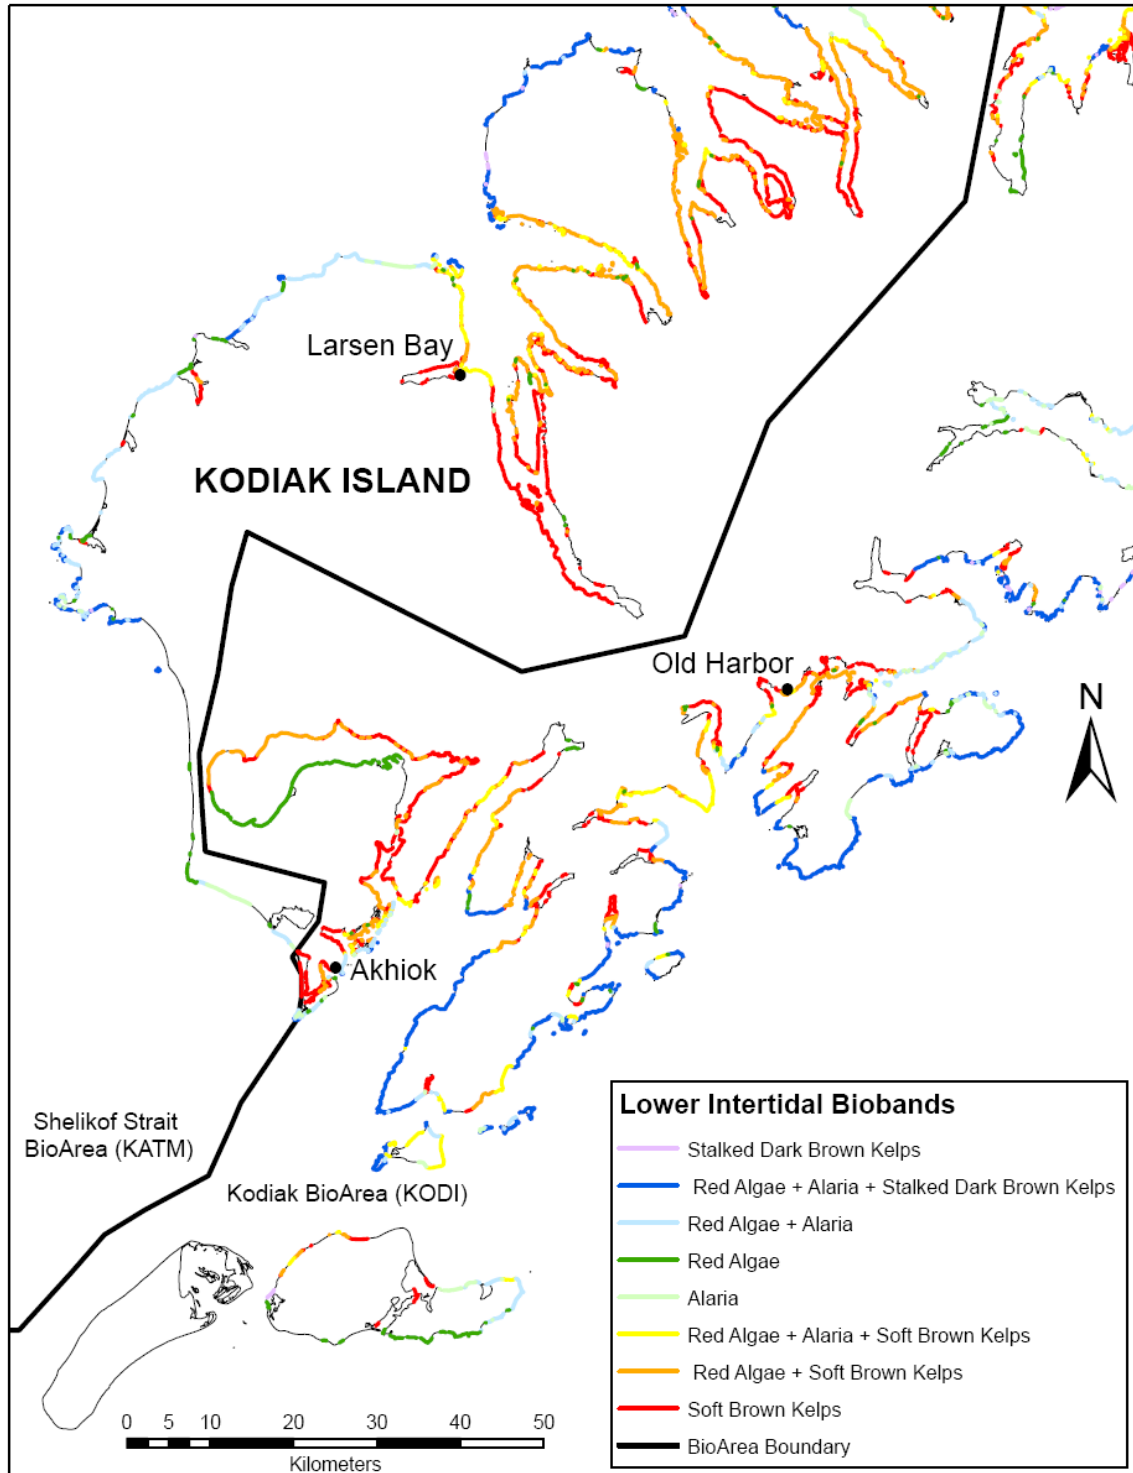 Larsen Bay
KODIAK ISLAND
Old Harbor
N
Akhiok
Shelikof Strait
BioArea (KATM)
Kodiak BioArea (KODI)
Lower Intertidal Biobands
Stalked Dark Brown Kelps
Red Algae + Alaria + Stalked Dark Brown Kelps
Red Algae + Alaria
Red Algae
Alaria
Red Algae + Alaria + Soft Brown Kelps
Red Algae + Soft Brown Kelps
Soft Brown Kelps
BioArea Boundary
0 5 10 20 30 40 50
Kilometers